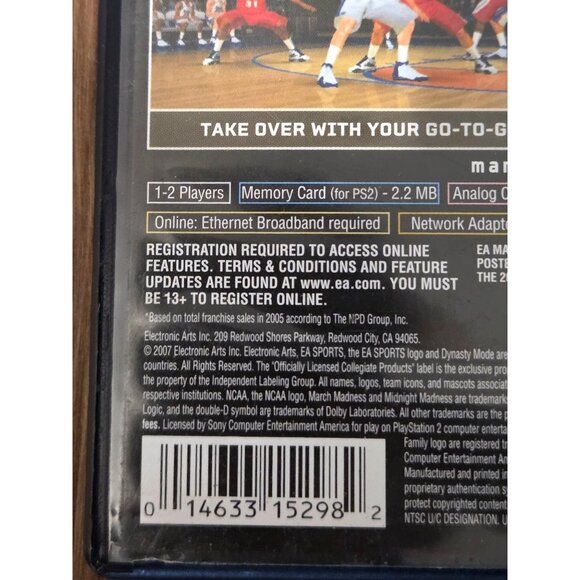 31
TAKE OVER WITH YOUR GO-TO-G
mar
1-2 Players
Memory Card (for PS2) - 2.2 MB
Analog C
Online: Ethernet Broadband required
Network Adapte
REGISTRATION REQUIRED TO ACCESS ONLINE
FEATURES. TERMS & CONDITIONS AND FEATURE
UPDATES ARE FOUND AT www.ea.com. YOU MUST
BE 13+ TO REGISTER ONLINE.
EA MA
POSTE
THE 20
*Based on total franchise sales in 2005 according to The NPD Group, Inc.
Electronic Arts Inc. 209 Redwood Shores Parkway, Redwood City, CA 94065.
© 2007 Electronic Arts Inc. Electronic Arts, EA SPORTS, the EA SPORTS logo and Dynasty Mode are
countries. All Rights Reserved. The "Officially Licensed Collegiate Products" label is the exclusive pro
the property of the Independent Labeling Group. All names, logos, team icons, and mascots associat
respective institutions. NCAA, the NCAA logo, March Madness and Midnight Madness are trademarks
Logic, and the double-D symbol are trademarks of Dolby Laboratories. All other trademarks are the p
fees. Licensed by Sony Computer Entertainment America for play on PlayStation 2 computer entertai
Family logo are registered tr
Computer Entertainment Am
Manufactured and printed in
proprietary authentication sy
protect copyrighted content
NTSC U/C DESIGNATION. U.
0 14633 15298 2